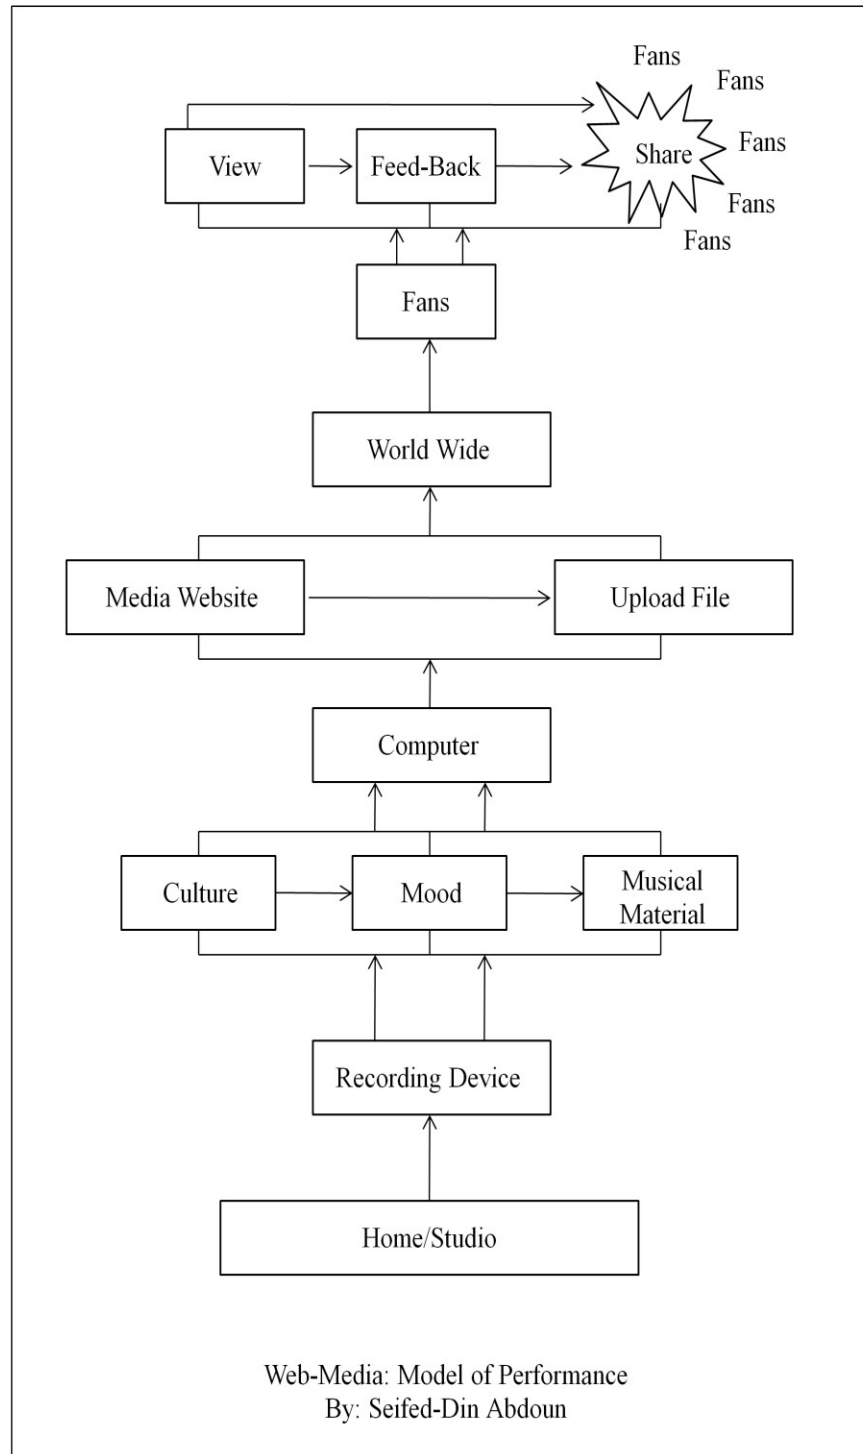 Fans
Fans
View
Feed-Back
Share
Fans
Fans
Fans
Fans
World Wide
Media Website
Upload File
Computer
Culture
Mood
Musical
Material
Recording Device
Home/Studio
Web-Media: Model of Performance
By: Seifed-Din Abdoun